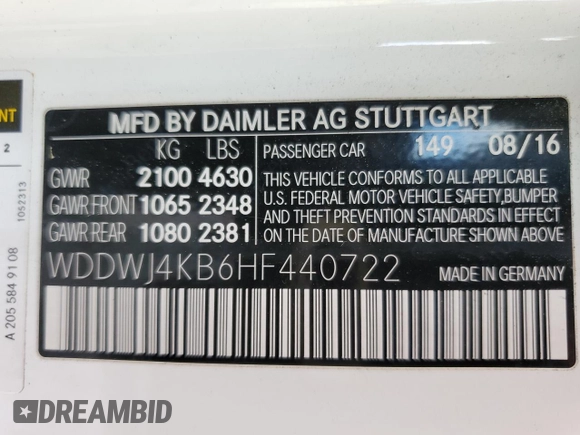 MFD BY DAIMLER AG STUTTGART
KG LBS
PASSENGER CAR 149 08/16
GVWR 2100 4630
GAWR FRONT 1065 2348
GAWR REAR 1080 2381
THIS VEHICLE CONFORMS TO ALL APPLICABLE
U.S. FEDERAL MOTOR VEHICLE SAFETY, BUMPER
AND THEFT PREVENTION STANDARDS IN EFFECT
ON THE DATE OF MANUFACTURE SHOWN ABOVE.
WDDWJ4KB6HF440722
MADE IN GERMANY
NT
2
1052313
A 205 584 91 08
DREAMBID